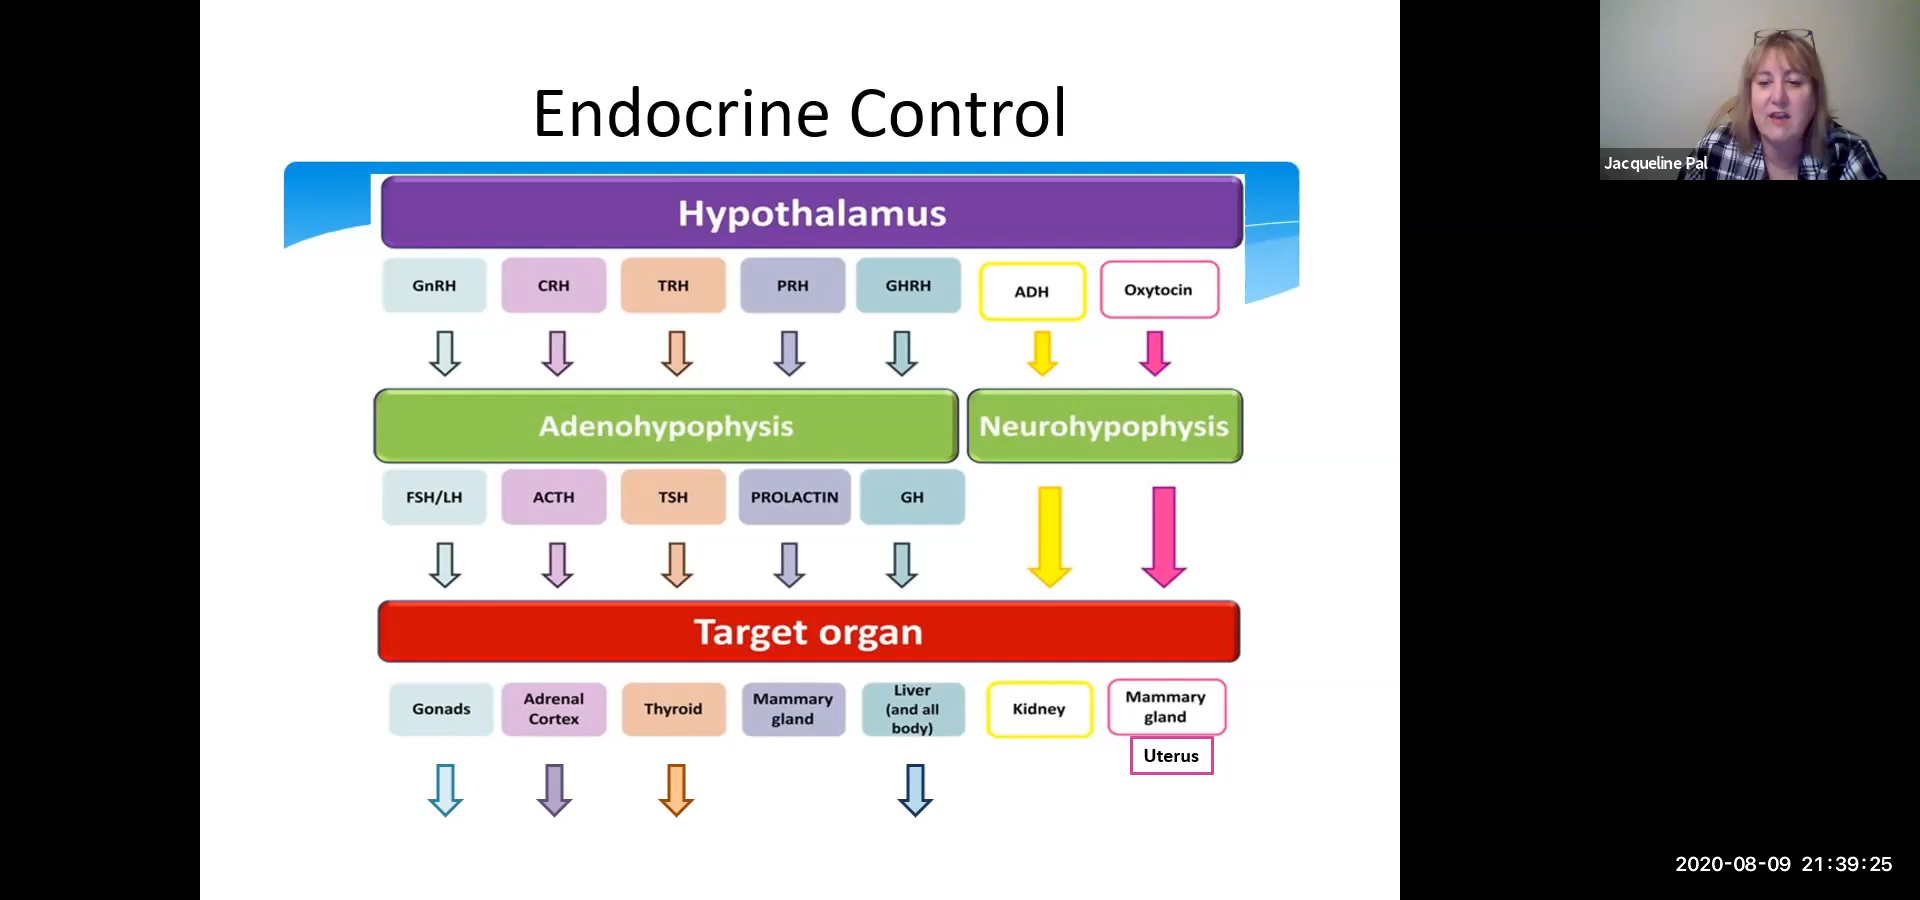 Endocrine Control
Hypothalamus
GnRH
CRH
TRH
PRH
GHRH
ADH
Oxytocin
Adenohypophysis
Neurohypophysis
FSH/LH
ACTH
TSH
PROLACTIN
GH
Target organ
Gonads
Adrenal
Cortex
Thyroid
Mammary
gland
Liver
(and all
body)
Kidney
Mammary
gland
Uterus
Jacqueline Pal
2020-08-09 21:39:25